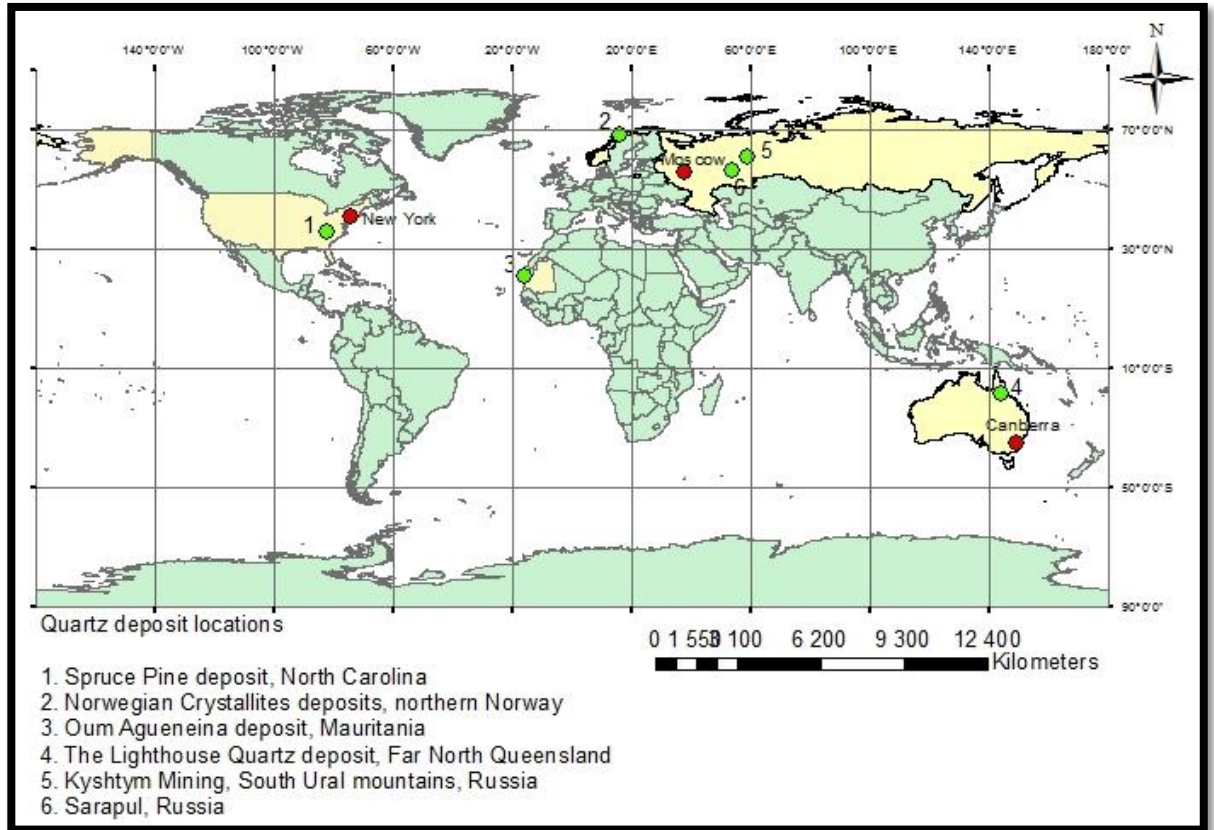 N
140°0'0"W 100°0'0"W 60°0'0"W 20°0'0"W 20°0'0"E 60°0'0"E 100°0'0"E 140°0'0"E 180°0'0"
70°0'0"N
2
5
Moscow
6
1
New York
30°0'0"N
3
10°0'0"S
4
Canberra
50°0'0"S
90°0'0"
Quartz deposit locations
0 1 550 3 100 6 200 9 300 12 400
Kilometers
1. Spruce Pine deposit, North Carolina
2. Norwegian Crystallites deposits, northern Norway
3. Oum Agueneina deposit, Mauritania
4. The Lighthouse Quartz deposit, Far North Queensland
5. Kyshtym Mining, South Ural mountains, Russia
6. Sarapul, Russia